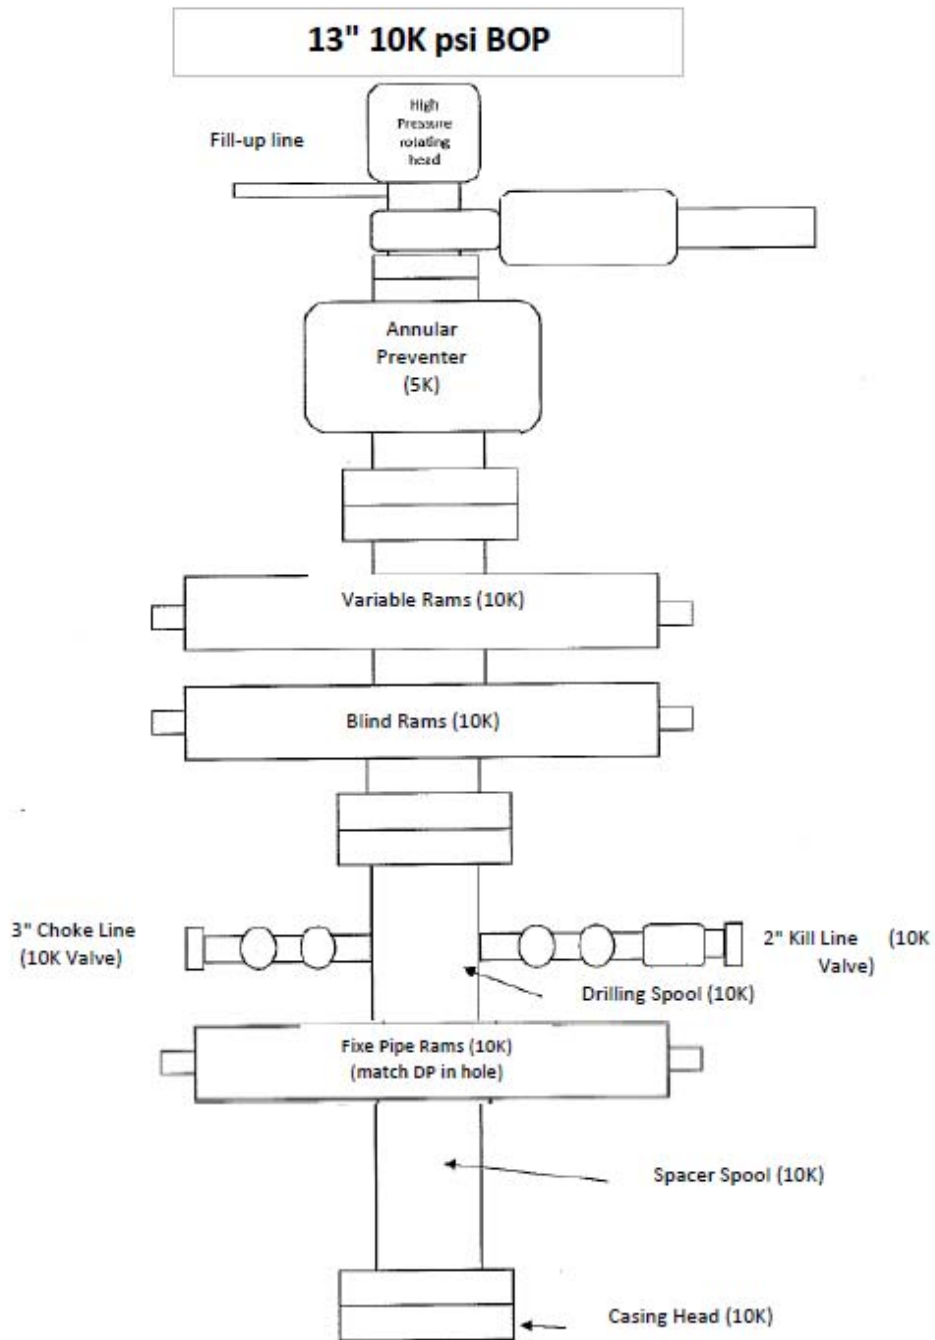 13" 10K psi BOP
High
Pressure
rotating
head
Fill-up line
Annular
Preventer
(5K)
Variable Rams (10K)
Blind Rams (10K)
3" Choke Line
(10K Valve)
2" Kill Line (10K
Valve)
Drilling Spool (10K)
Fixe Pipe Rams (10K)
(match DP in hole)
Spacer Spool (10K)
Casing Head (10K)